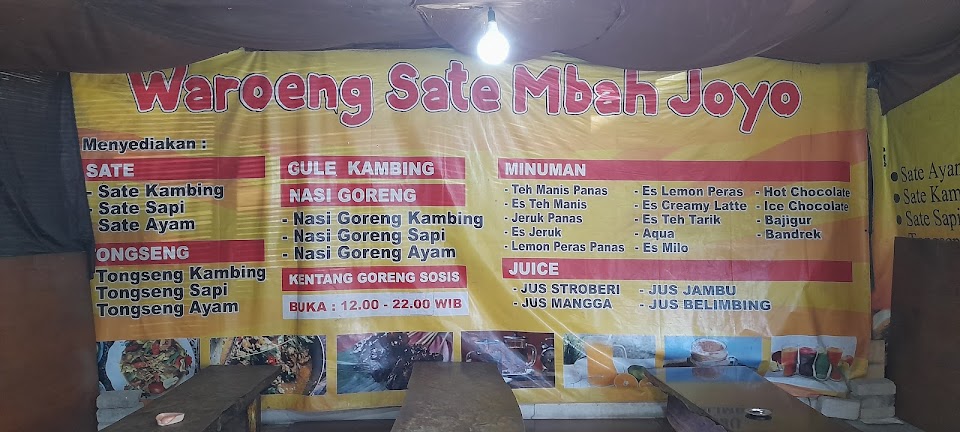 Waroeng Sate Mbah Joyo
Menyediakan :
SATE
- Sate Kambing
- Sate Sapi
Sate Ayam
TONGSENG
Tongseng Kambing
Tongseng Sapi
Tongseng Ayam
GULE KAMBING
NASI GORENG
- Nasi Goreng Kambing
- Nasi Goreng Sapi
- Nasi Goreng Ayam
KENTANG GORENG SOSIS
BUKA : 12.00 - 22.00 WIB
MINUMAN
- Teh Manis Panas
- Es Teh Manis
- Jeruk Panas
- Es Jeruk
- Lemon Peras Panas
- Es Lemon Peras
- Es Creamy Latte
- Es Teh Tarik
- Aqua
- Es Milo
- Hot Chocolate
- Ice Chocolate
- Bajigur
- Bandrek
JUICE
- JUS STROBERI
- JUS MANGGA
- JUS JAMBU
- JUS BELIMBING
• Sate Ayam
• Sate Kam
• Sate Sapi